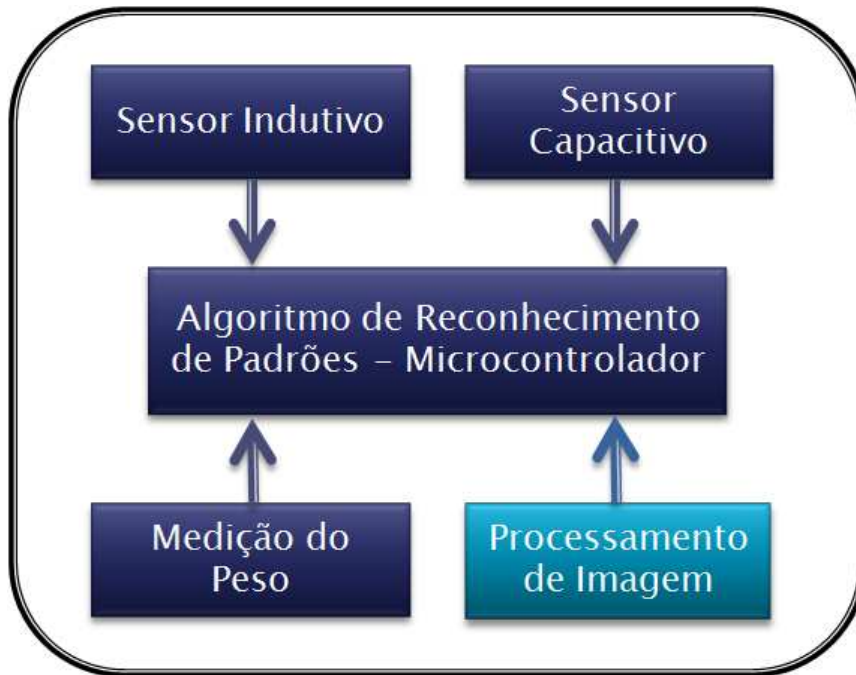 Sensor Indutivo
Sensor
Capacitivo
Algoritmo de Reconhecimento
de Padrões – Microcontrolador
Medição do
Peso
Processamento
de Imagem